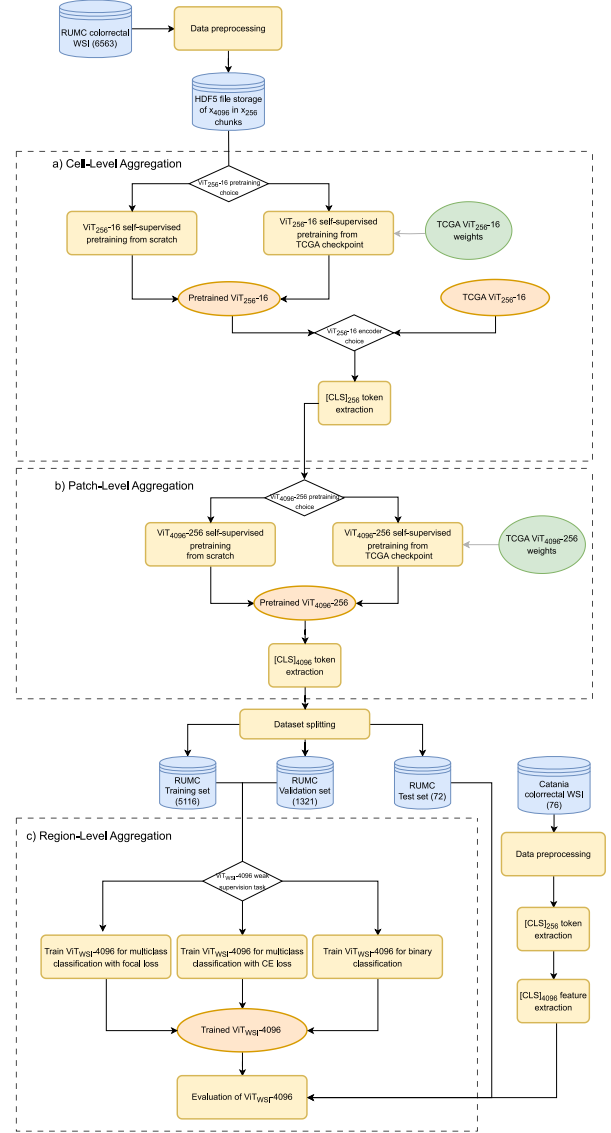 RUMC colorrectal
WSI (6563)
Data preprocessing
HDF5 file storage
of x4096 in x256
chunks
a) Cell-Level Aggregation
ViT256-16 pretraining
choice
ViT256-16 self-supervised
pretraining from scratch
ViT256-16 self-supervised
pretraining from
TCGA checkpoint
TCGA ViT256-16
weights
Pretrained ViT256-16
TCGA ViT256-16
ViT256-16 encoder
choice
[CLS]256 token
extraction
b) Patch-Level Aggregation
ViT4096-256 pretraining
choice
ViT4096-256 self-supervised
pretraining
from scratch
ViT4096-256 self-supervised
pretraining from
TCGA checkpoint
TCGA ViT4096-256
weights
Pretrained ViT4096-256
[CLS]4096 token
extraction
Dataset splitting
RUMC
Training set
(5116)
RUMC
Validation set
(1321)
RUMC
Test set (72)
Catania
colorrectal WSI
(76)
c) Region-Level Aggregation
Data preprocessing
ViTWSI-4096 weak
supervision task
[CLS]256 token
extraction
Train ViTWSI-4096 for multiclass
classification with focal loss
Train ViTWSI-4096 for multiclass
classification with CE loss
Train ViTWSI-4096 for binary
classification
[CLS]4096 feature
extraction
Trained ViTWSI-4096
Evaluation of ViTWSI-4096